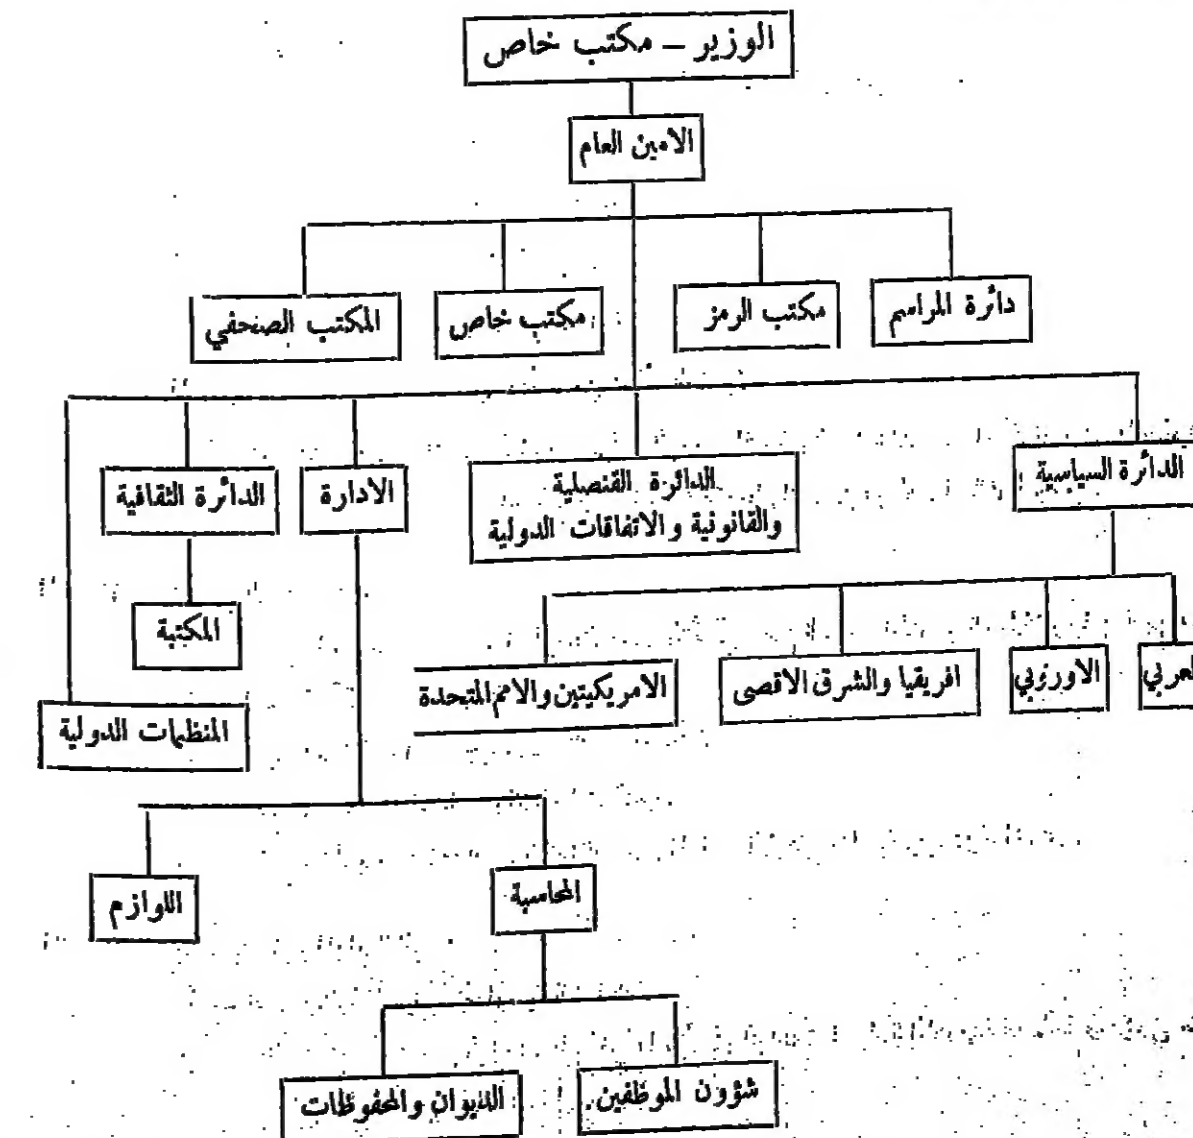 الوزير – مكتب خاص
الامين العام
دائرة المراسم
مكتب الرمز
مكتب خاص
المكتب الصحفي
الدائرة السياسية
الدائرة القنصلية
والقانونية والاتفاقات الدولية
الادارة
الدائرة الثقافية
المكتبة
العربي
الاوروبي
افريقيا والشرق الاقصى
الامريكيتين والامم المتحدة
المنظمات الدولية
المحاسبة
اللوازم
شؤون الموظفين
الديوان والمحفوظات